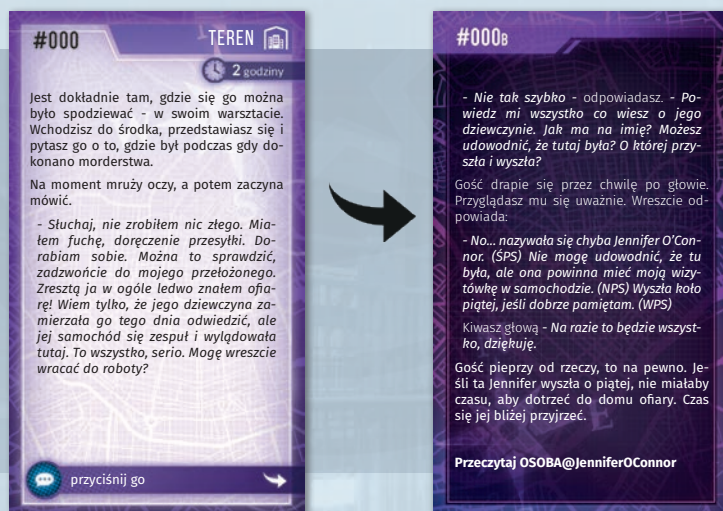 #000
TEREN
2 godziny
Jest dokładnie tam, gdzie się go można
było spodziewać - w swoim warsztacie.
Wchodzisz do środka, przedstawiasz się i
pytasz go o to, gdzie był podczas gdy do-
konano morderstwa.
Na moment mruży oczy, a potem zaczyna
mówić.
- Słuchaj, nie zrobiłem nic złego. Mia-
łem fuchę, doręczenie przesyłki. Do-
rabiam sobie. Można to sprawdzić,
zadzwońcie do mojego przełożonego.
Zresztą ja w ogóle ledwo znałem ofia-
rę! Wiem tylko, że jego dziewczyna za-
mierzała go tego dnia odwiedzić, ale
jej samochód się zespuł i wylądowała
tutaj. To wszystko, serio. Mogę wreszcie
wracać do roboty?
przyciśnij go
#000B
- Nie tak szybko - odpowiadasz. - Po-
wiedz mi wszystko co wiesz o jego
dziewczynie. Jak ma na imię? Możesz
udowodnić, że tutaj była? O której przy-
szła i wyszła?
Gość drapie się przez chwilę po głowie.
Przyglądasz mu się uważnie. Wreszcie od-
powiada:
- No... nazywała się chyba Jennifer O'Con-
nor. (ŚPS) Nie mogę udowodnić, że tu
była, ale ona powinna mieć moją wizy-
tówkę w samochodzie. (NPS) Wyszła koło
piątej, jeśli dobrze pamiętam. (WPS)
Kiwasz głową - Na razie to będzie wszyst-
ko, dziękuję.
Gość pieprzy od rzeczy, to na pewno. Je-
śli ta Jennifer wyszła o piątej, nie miałaby
czasu, aby dotrzeć do domu ofiary. Czas
się jej bliżej przyjrzeć.
Przeczytaj OSOBA@JenniferOConnor